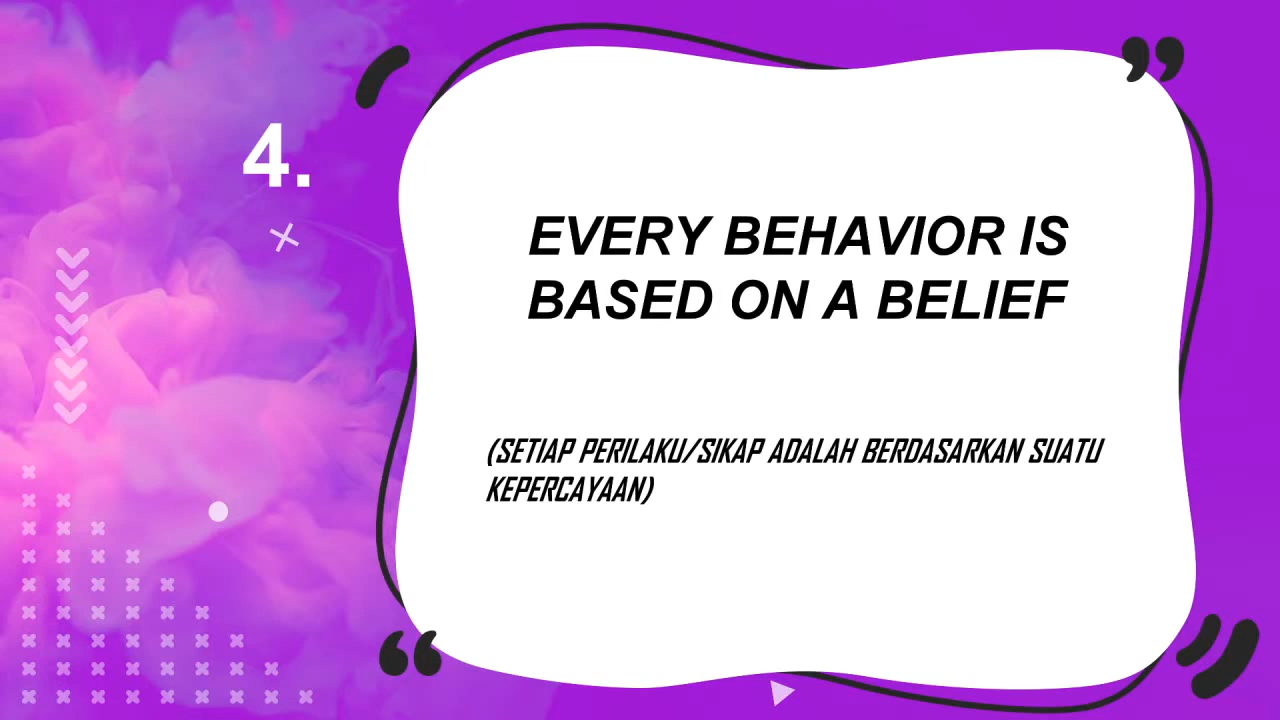 4.
EVERY BEHAVIOR IS
BASED ON A BELIEF
(SETIAP PERILAKU/SIKAP ADALAH BERDASARKAN SUATU
KEPERCAYAAN)